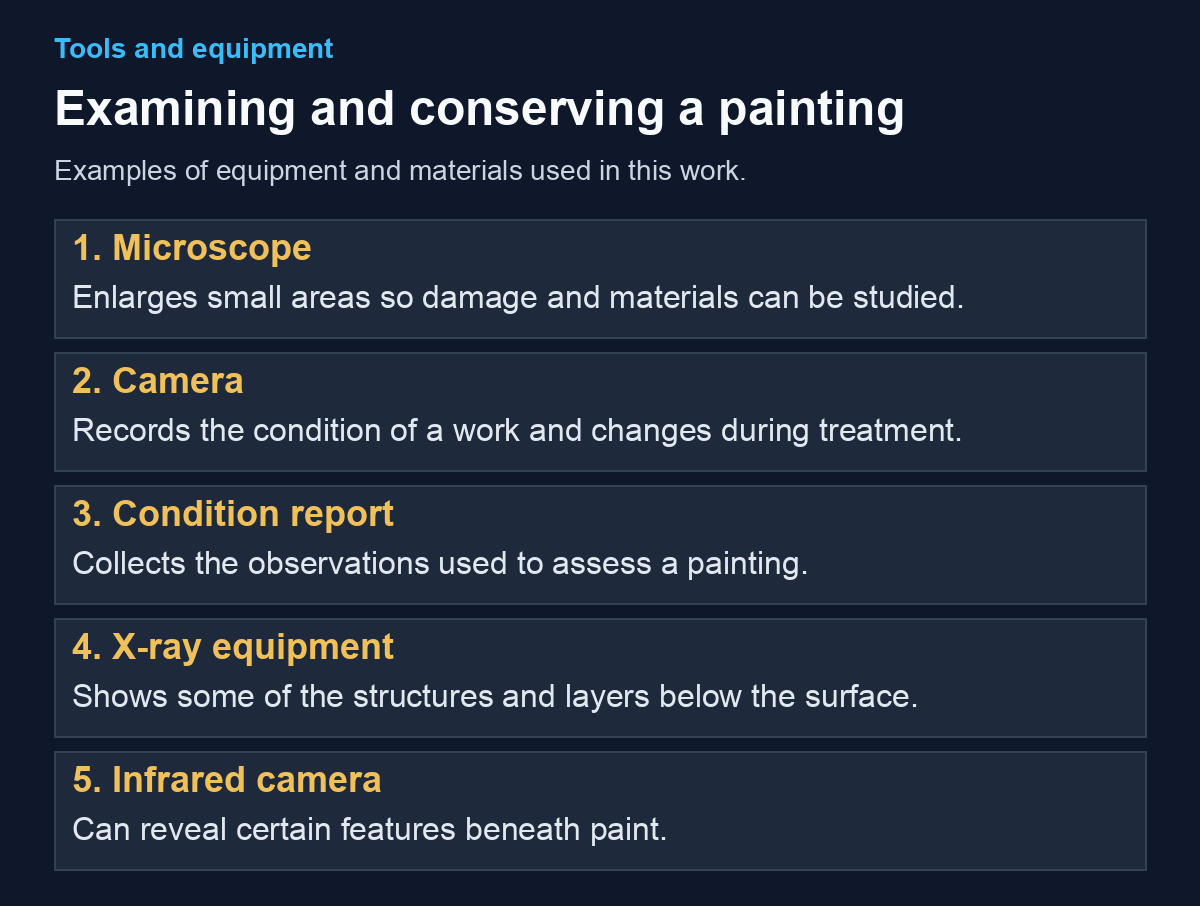 Tools and equipment
Examining and conserving a painting
Examples of equipment and materials used in this work.
1. Microscope
Enlarges small areas so damage and materials can be studied.
2. Camera
Records the condition of a work and changes during treatment.
3. Condition report
Collects the observations used to assess a painting.
4. X-ray equipment
Shows some of the structures and layers below the surface.
5. Infrared camera
Can reveal certain features beneath paint.